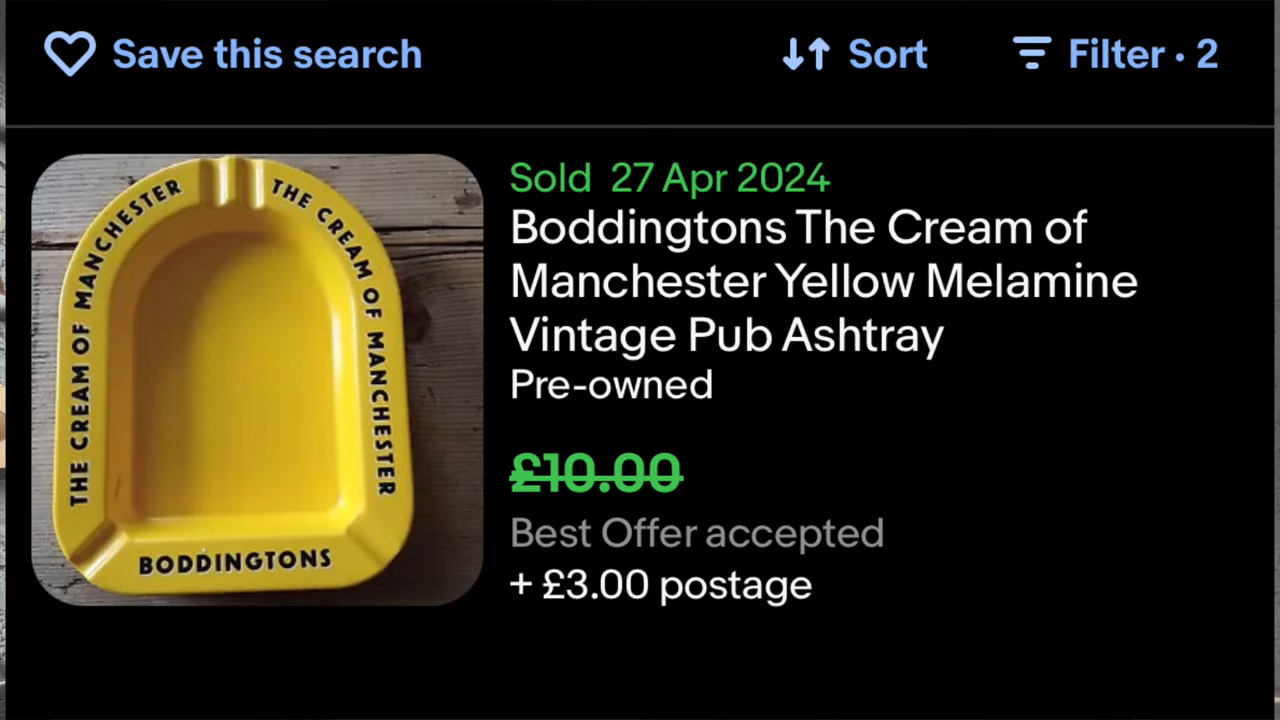 Save this search
Sort
Filter · 2
THE CREAM OF MANCHESTER
THE CREAM OF MANCHESTER
BODDINGTONS
Sold 27 Apr 2024
Boddingtons The Cream of
Manchester Yellow Melamine
Vintage Pub Ashtray
Pre-owned
£10.00
Best Offer accepted
+ £3.00 postage